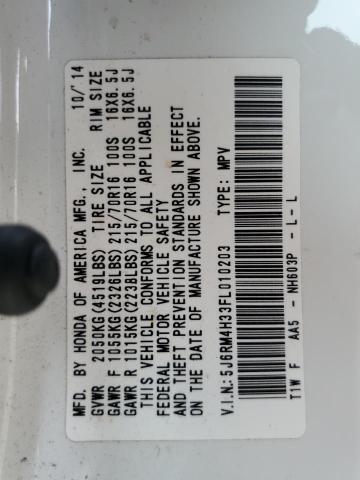 MFD. BY HONDA OF AMERICA MFG., INC. 10/'14
GVWR 2050KG(4519LBS) TIRE SIZE RIM SIZE
GAWR F 1055KG(2326LBS) 215/70R16 100S 16X6.5J
GAWR R 1015KG(2238LBS) 215/70R16 100S 16X6.5J
THIS VEHICLE CONFORMS TO ALL APPLICABLE
FEDERAL MOTOR VEHICLE SAFETY
AND THEFT PREVENTION STANDARDS IN EFFECT
ON THE DATE OF MANUFACTURE SHOWN ABOVE.
V.I.N.:5J6RM4H33FL010203 TYPE: MPV
T1W F AA5- NH603P - L - L